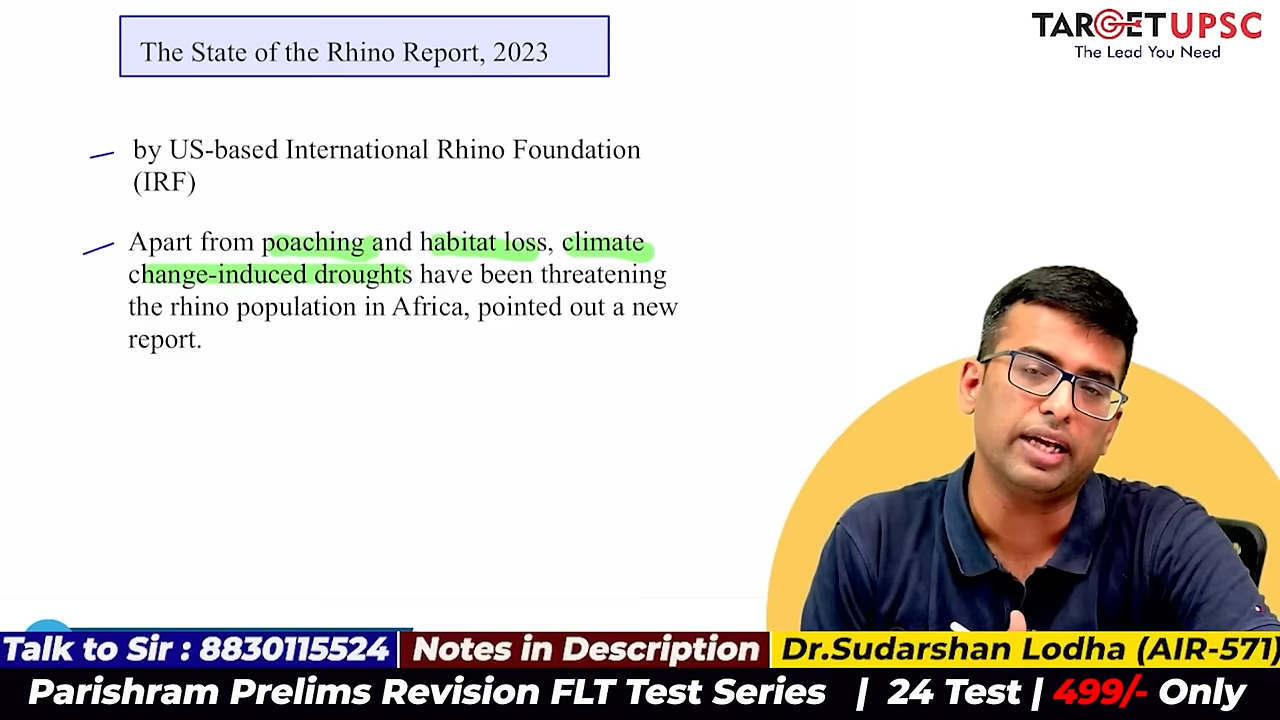 The State of the Rhino Report, 2023
TARGET UPSC
The Lead You Need
by US-based International Rhino Foundation
(IRF)
Apart from poaching and habitat loss, climate
change-induced droughts have been threatening
the rhino population in Africa, pointed out a new
report.
Talk to Sir : 8830115524
Notes in Description
Dr.Sudarshan Lodha (AIR-571)
Parishram Prelims Revision FLT Test Series | 24 Test | 499/- Only